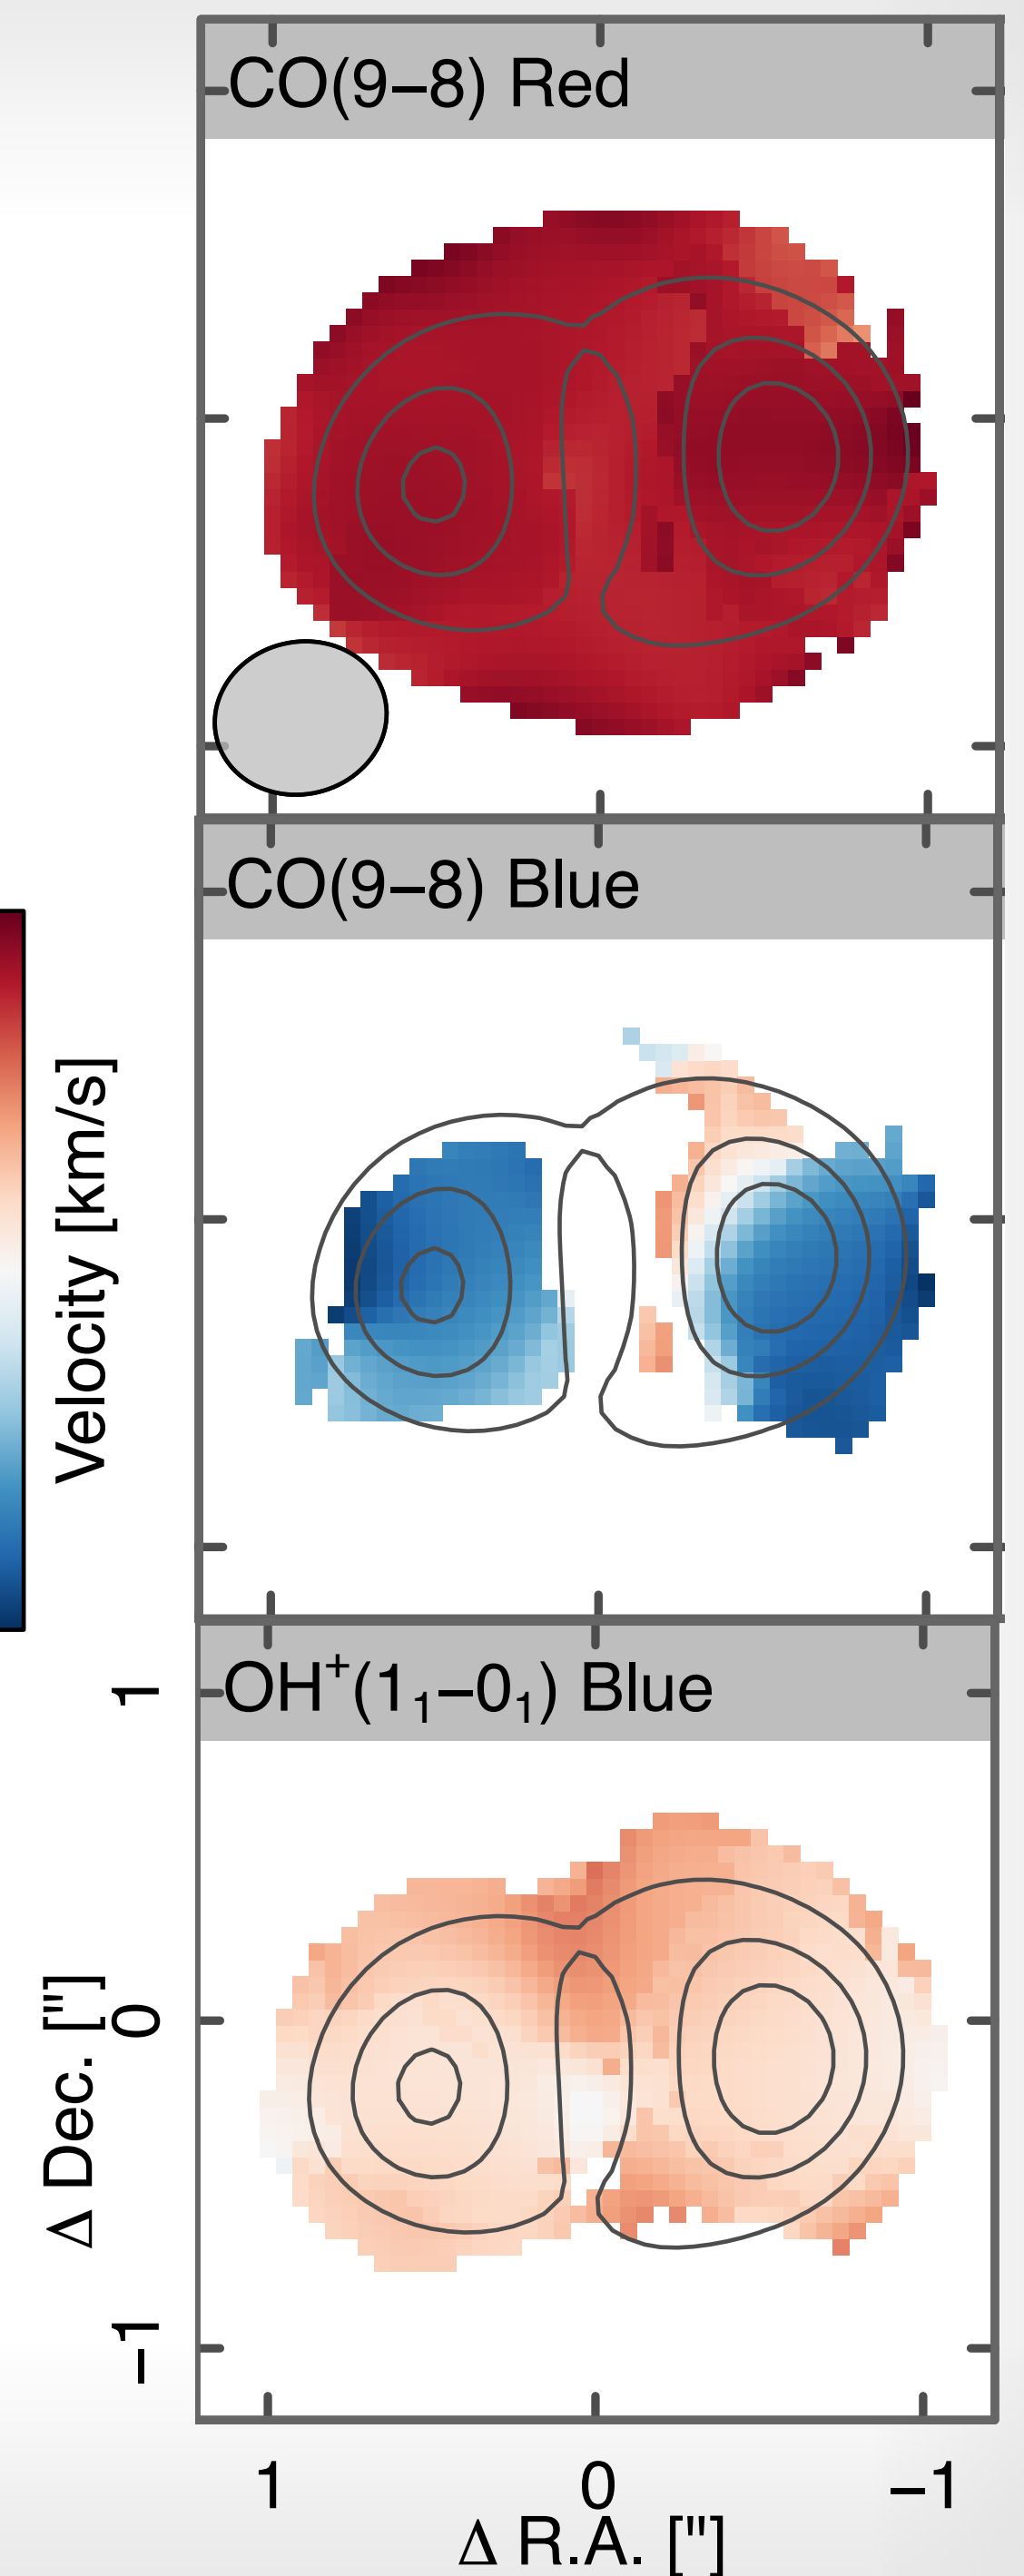 CO(9−8) Red
CO(9−8) Blue
Velocity [km/s]
OH⁺(1₁−0₁) Blue
1
0
−1
Δ Dec. ["]
1
0
−1
Δ R.A. ["]